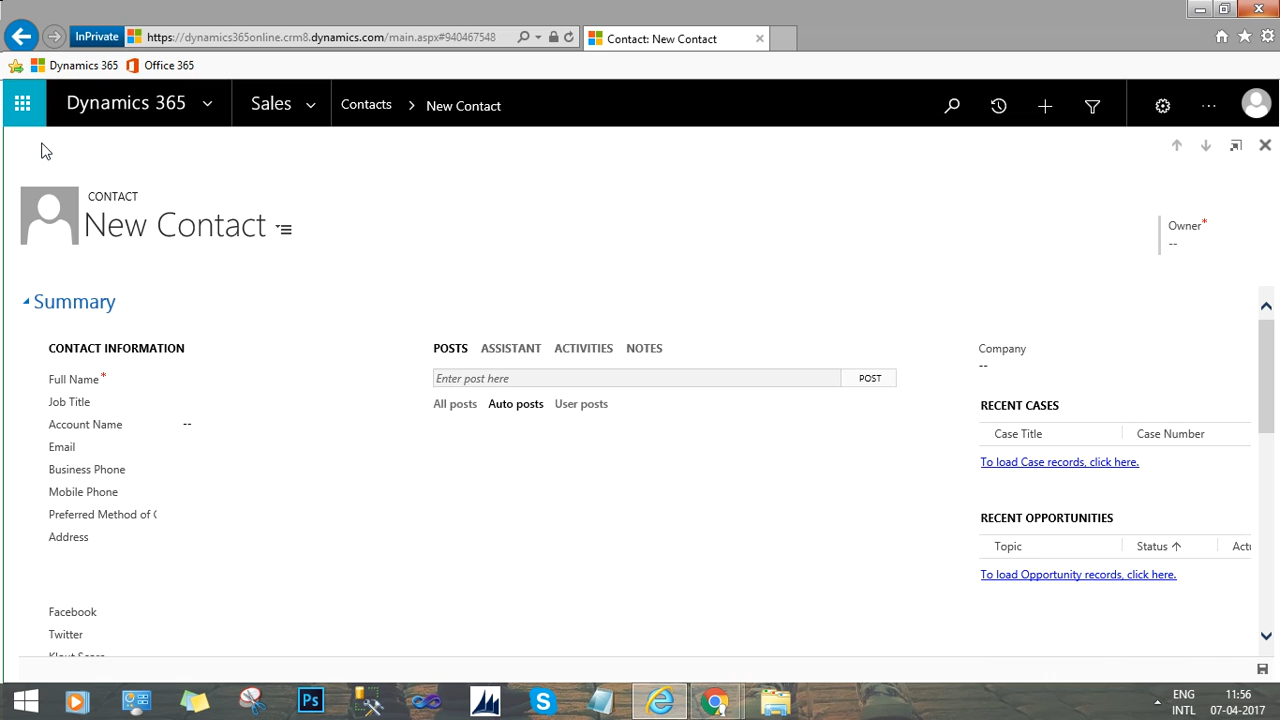 InPrivate https://dynamics365online.crm8.dynamics.com/main.aspx#940467548 Contact: New Contact
Dynamics 365 Office 365
Dynamics 365 Sales Contacts New Contact
CONTACT
New Contact
Owner*
--
Summary
CONTACT INFORMATION
Full Name*
Job Title
Account Name --
Email
Business Phone
Mobile Phone
Preferred Method of C
Address
Facebook
Twitter
Klout Score
POSTS ASSISTANT ACTIVITIES NOTES
Enter post here POST
All posts Auto posts User posts
Company
--
RECENT CASES
Case Title Case Number
To load Case records, click here.
RECENT OPPORTUNITIES
Topic Status Actu
To load Opportunity records, click here.
Ps
ENG 11:56
INTL 07-04-2017